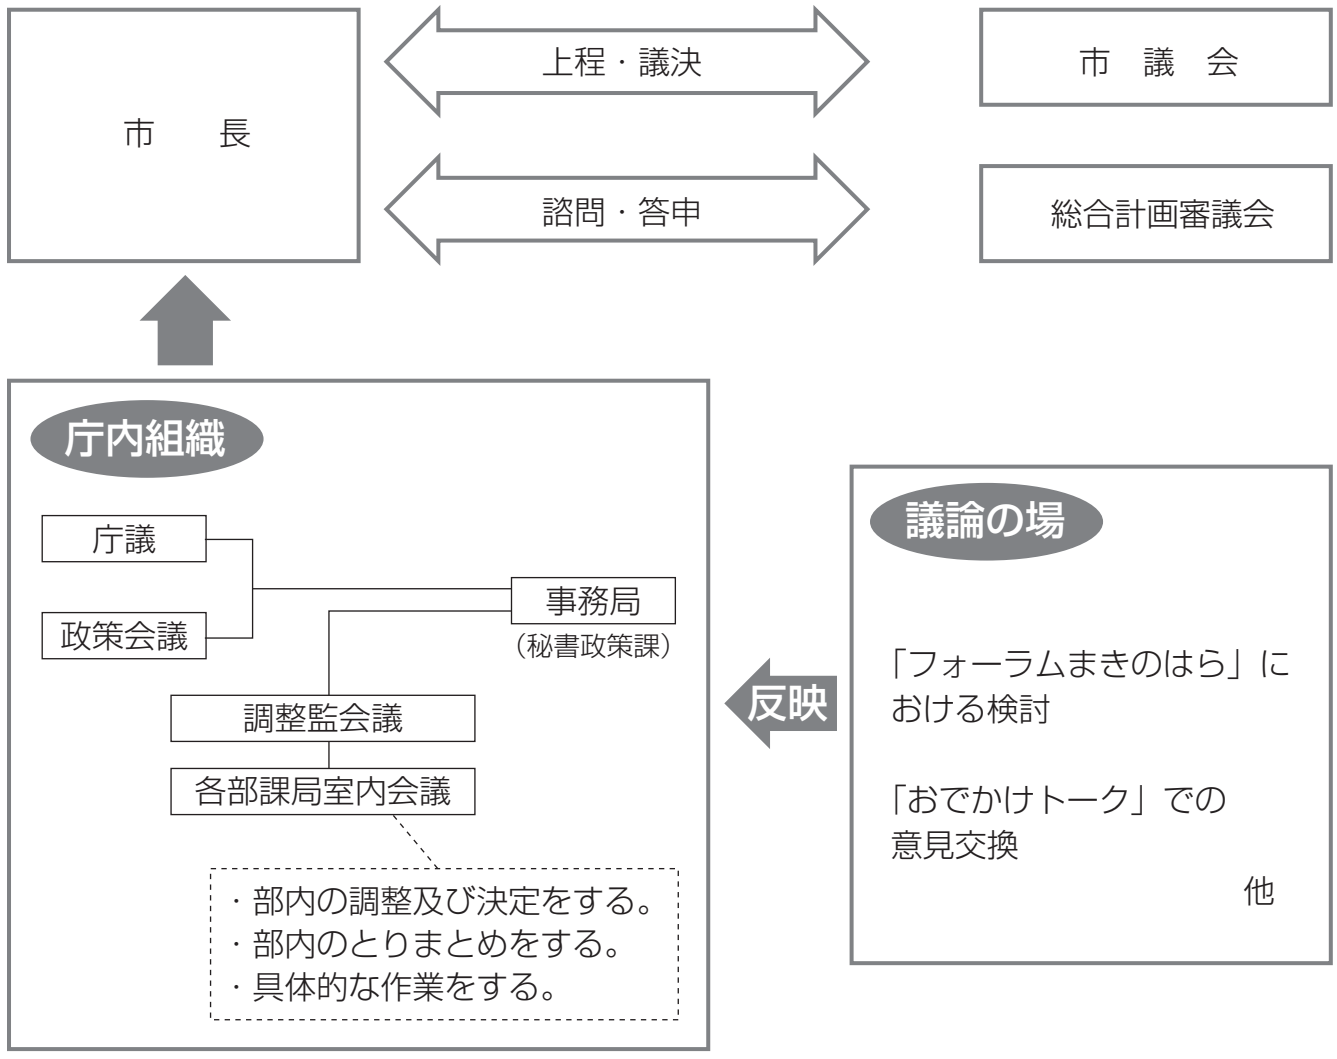 市　長
上程・議決
市　議　会
諮問・答申
総合計画審議会
庁内組織
庁議
政策会議
事務局
（秘書政策課）
調整監会議
各部課局室内会議
・部内の調整及び決定をする。
・部内のとりまとめをする。
・具体的な作業をする。
反映
議論の場
「フォーラムまきのはら」に
おける検討
「おでかけトーク」での
意見交換
他